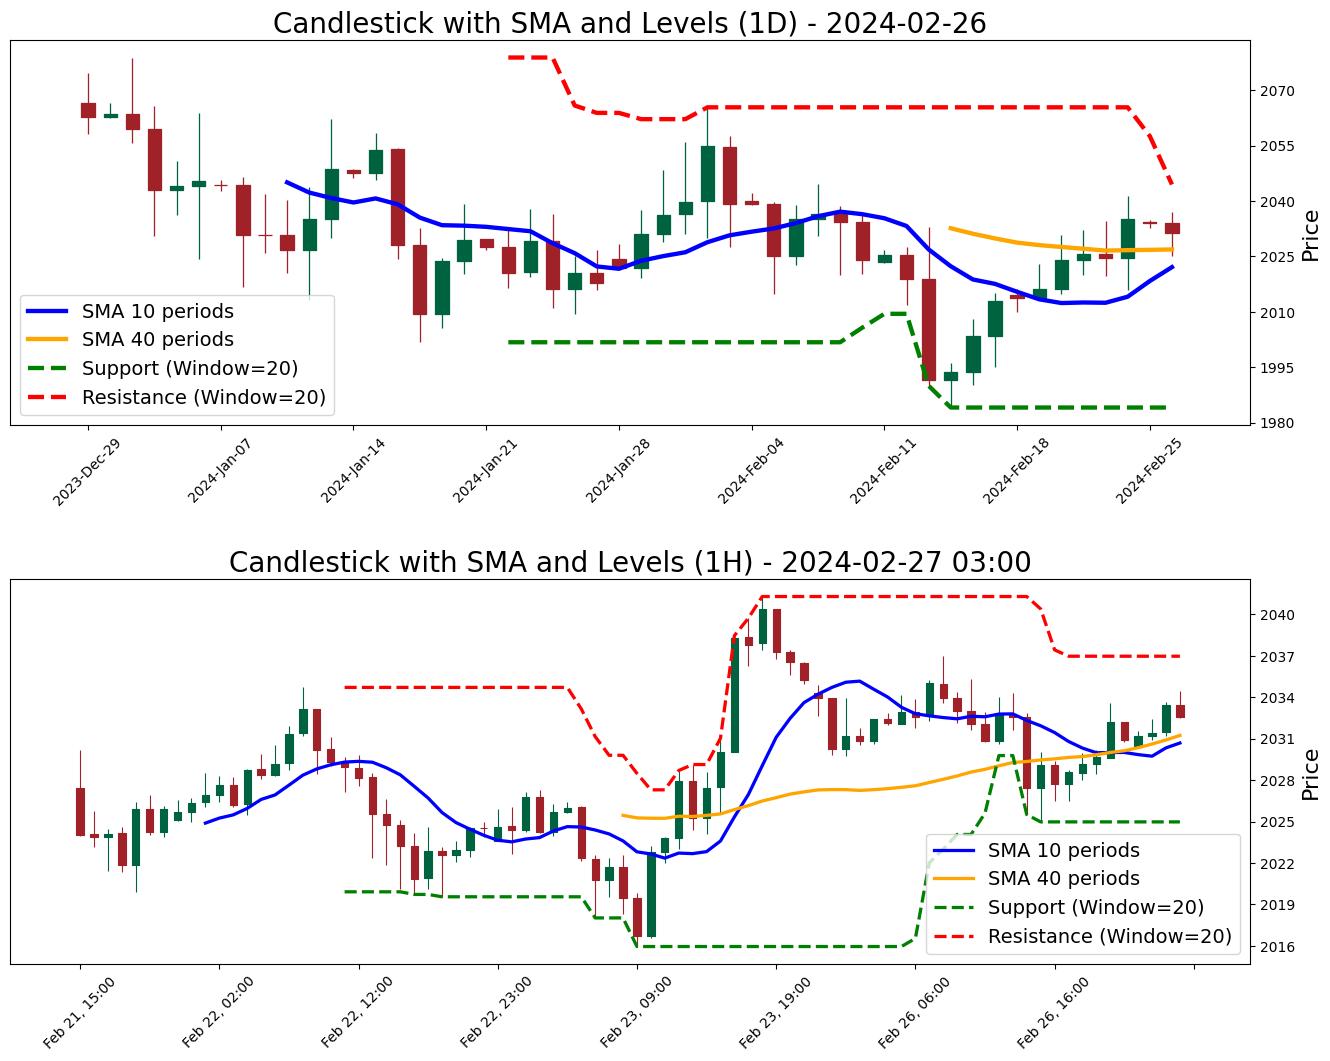 Candlestick with SMA and Levels (1D) - 2024-02-26
2070
2055
2040
2025
2010
1995
1980
Price
SMA 10 periods
SMA 40 periods
Support (Window=20)
Resistance (Window=20)
2023-Dec-29
2024-Jan-07
2024-Jan-14
2024-Jan-21
2024-Jan-28
2024-Feb-04
2024-Feb-11
2024-Feb-18
2024-Feb-25
Candlestick with SMA and Levels (1H) - 2024-02-27 03:00
2040
2037
2034
2031
2028
2025
2022
2019
2016
Price
SMA 10 periods
SMA 40 periods
Support (Window=20)
Resistance (Window=20)
Feb 21, 15:00
Feb 22, 02:00
Feb 22, 12:00
Feb 22, 23:00
Feb 23, 09:00
Feb 23, 19:00
Feb 26, 06:00
Feb 26, 16:00